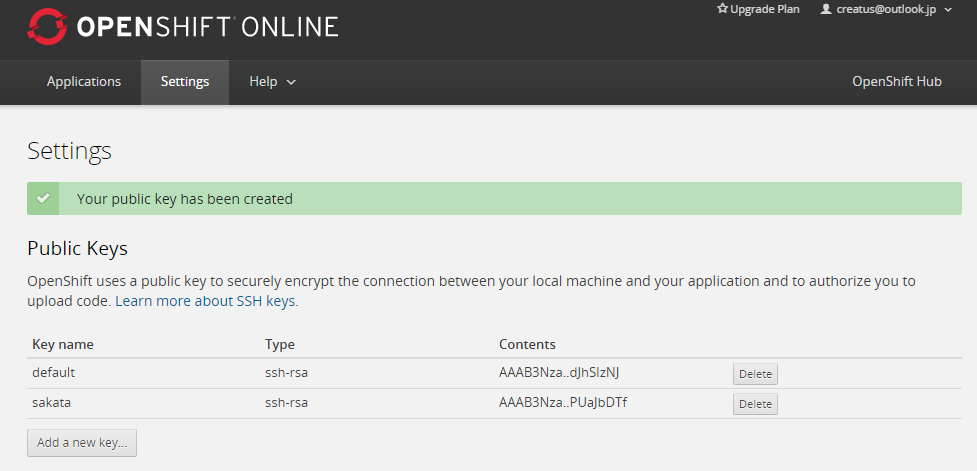 OPENSHIFT ONLINE
Upgrade Plan creatus@outlook.jp
Applications Settings Help OpenShift Hub
Settings
Your public key has been created
Public Keys
OpenShift uses a public key to securely encrypt the connection between your local machine and your application and to authorize you to
upload code. Learn more about SSH keys.
Key name Type Contents
default ssh-rsa AAAB3Nza..dJhSlzNJ Delete
sakata ssh-rsa AAAB3Nza..PUaJbDTf Delete
Add a new key...